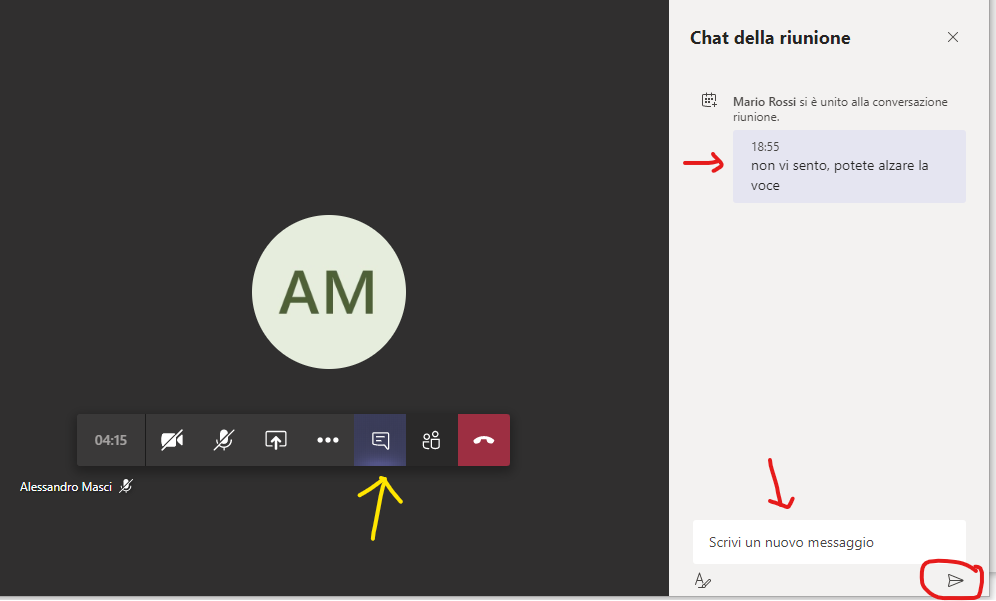 Chat della riunione
Mario Rossi si è unito alla conversazione
riunione.
18:55
non vi sento, potete alzare la
voce
AM
04:15
Alessandro Masci
Scrivi un nuovo messaggio